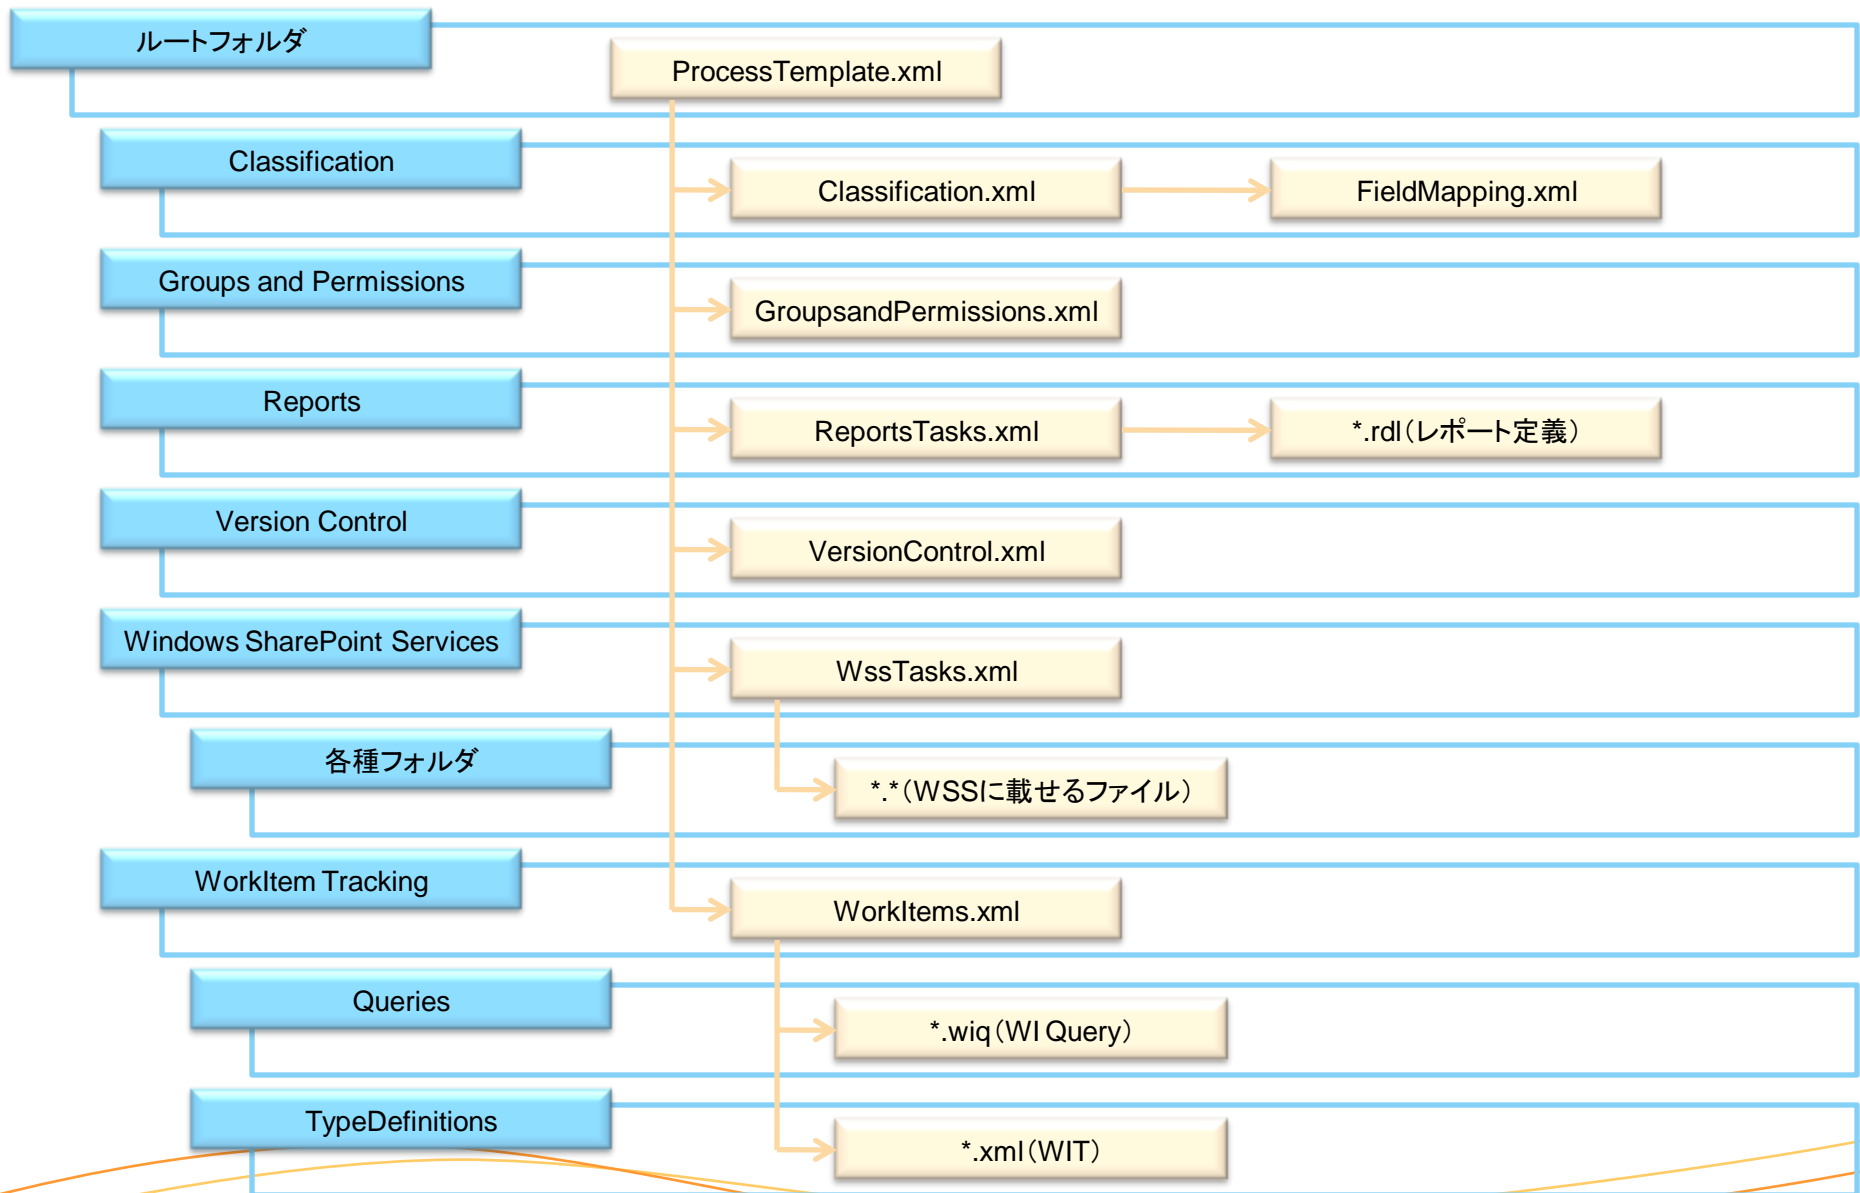 ルートフォルダ
ProcessTemplate.xml
Classification
Classification.xml
FieldMapping.xml
Groups and Permissions
GroupsandPermissions.xml
Reports
ReportsTasks.xml
*.rdl（レポート定義）
Version Control
VersionControl.xml
Windows SharePoint Services
WssTasks.xml
各種フォルダ
*.*（WSSに載せるファイル）
WorkItem Tracking
WorkItems.xml
Queries
*.wiq（WI Query）
TypeDefinitions
*.xml（WIT）